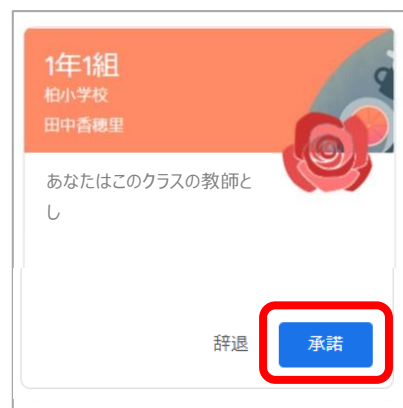 1年1組
柏小学校
田中香穂里
あなたはこのクラスの教師と
し
辞退 承諾